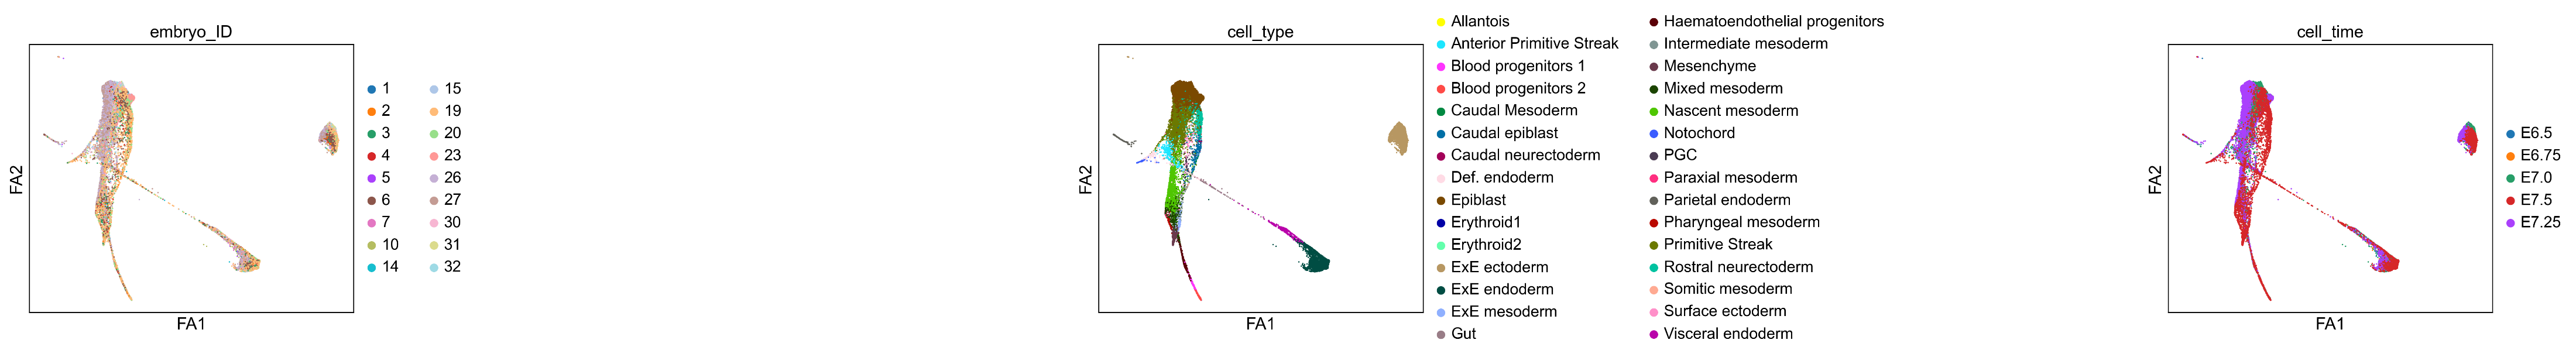 embryo_ID
FA2
FA1
1
2
3
4
5
6
7
10
14
15
19
20
23
26
27
30
31
32
cell_type
FA2
FA1
Allantois
Anterior Primitive Streak
Blood progenitors 1
Blood progenitors 2
Caudal Mesoderm
Caudal epiblast
Caudal neurectoderm
Def. endoderm
Epiblast
Erythroid1
Erythroid2
ExE ectoderm
ExE endoderm
ExE mesoderm
Gut
Haematoendothelial progenitors
Intermediate mesoderm
Mesenchyme
Mixed mesoderm
Nascent mesoderm
Notochord
PGC
Paraxial mesoderm
Parietal endoderm
Pharyngeal mesoderm
Primitive Streak
Rostral neurectoderm
Somitic mesoderm
Surface ectoderm
Visceral endoderm
cell_time
FA2
FA1
E6.5
E6.75
E7.0
E7.5
E7.25